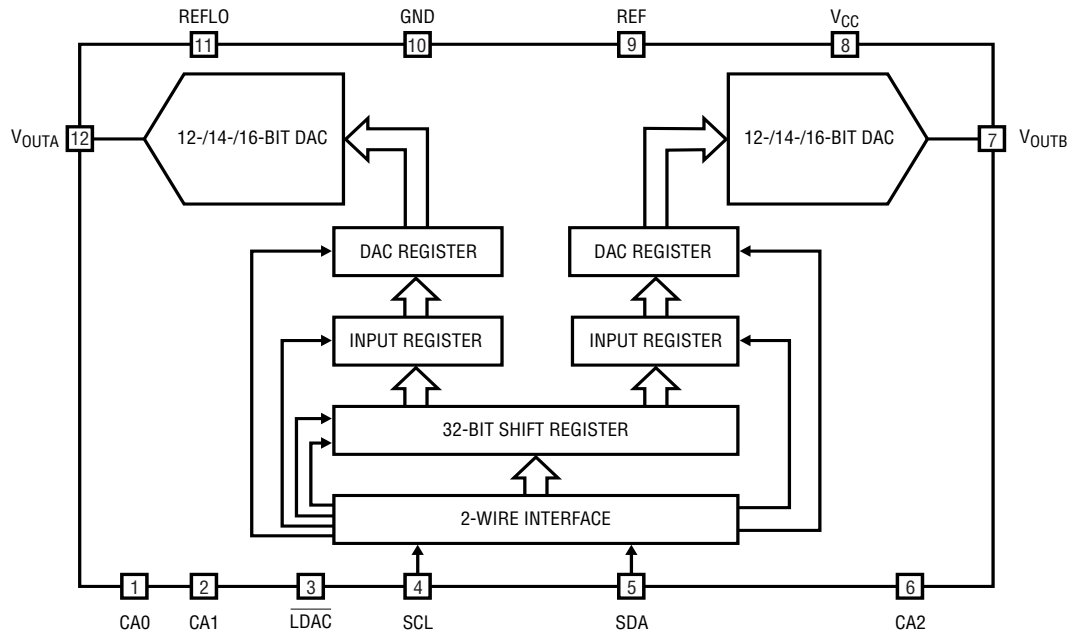 REFLO
GND
REF
VCC
11
10
9
8
12-/14-/16-BIT DAC
12-/14-/16-BIT DAC
VOUTA
12
7
VOUTB
DAC REGISTER
DAC REGISTER
INPUT REGISTER
INPUT REGISTER
32-BIT SHIFT REGISTER
2-WIRE INTERFACE
1
2
3
4
5
6
CA0
CA1
LDAC
SCL
SDA
CA2